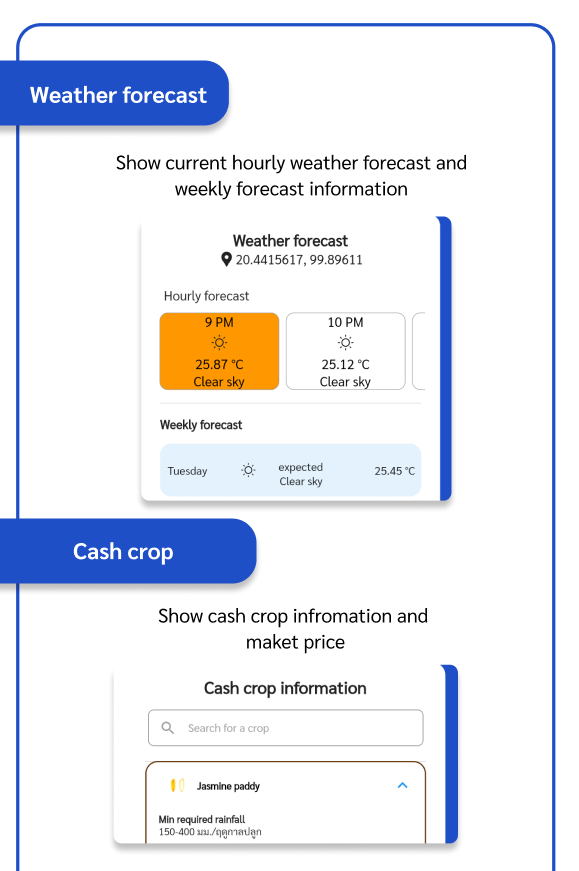 Weather forecast
Show current hourly weather forecast and
weekly forecast information
Weather forecast
20.4415617, 99.89611
Hourly forecast
9 PM
25.87 °C
Clear sky
10 PM
25.12 °C
Clear sky
Weekly forecast
Tuesday
expected
Clear sky
25.45 °C
Cash crop
Show cash crop infromation and
maket price
Cash crop information
Search for a crop
Jasmine paddy
Min required rainfall
150-400 มม./ฤดูกาลปลูก